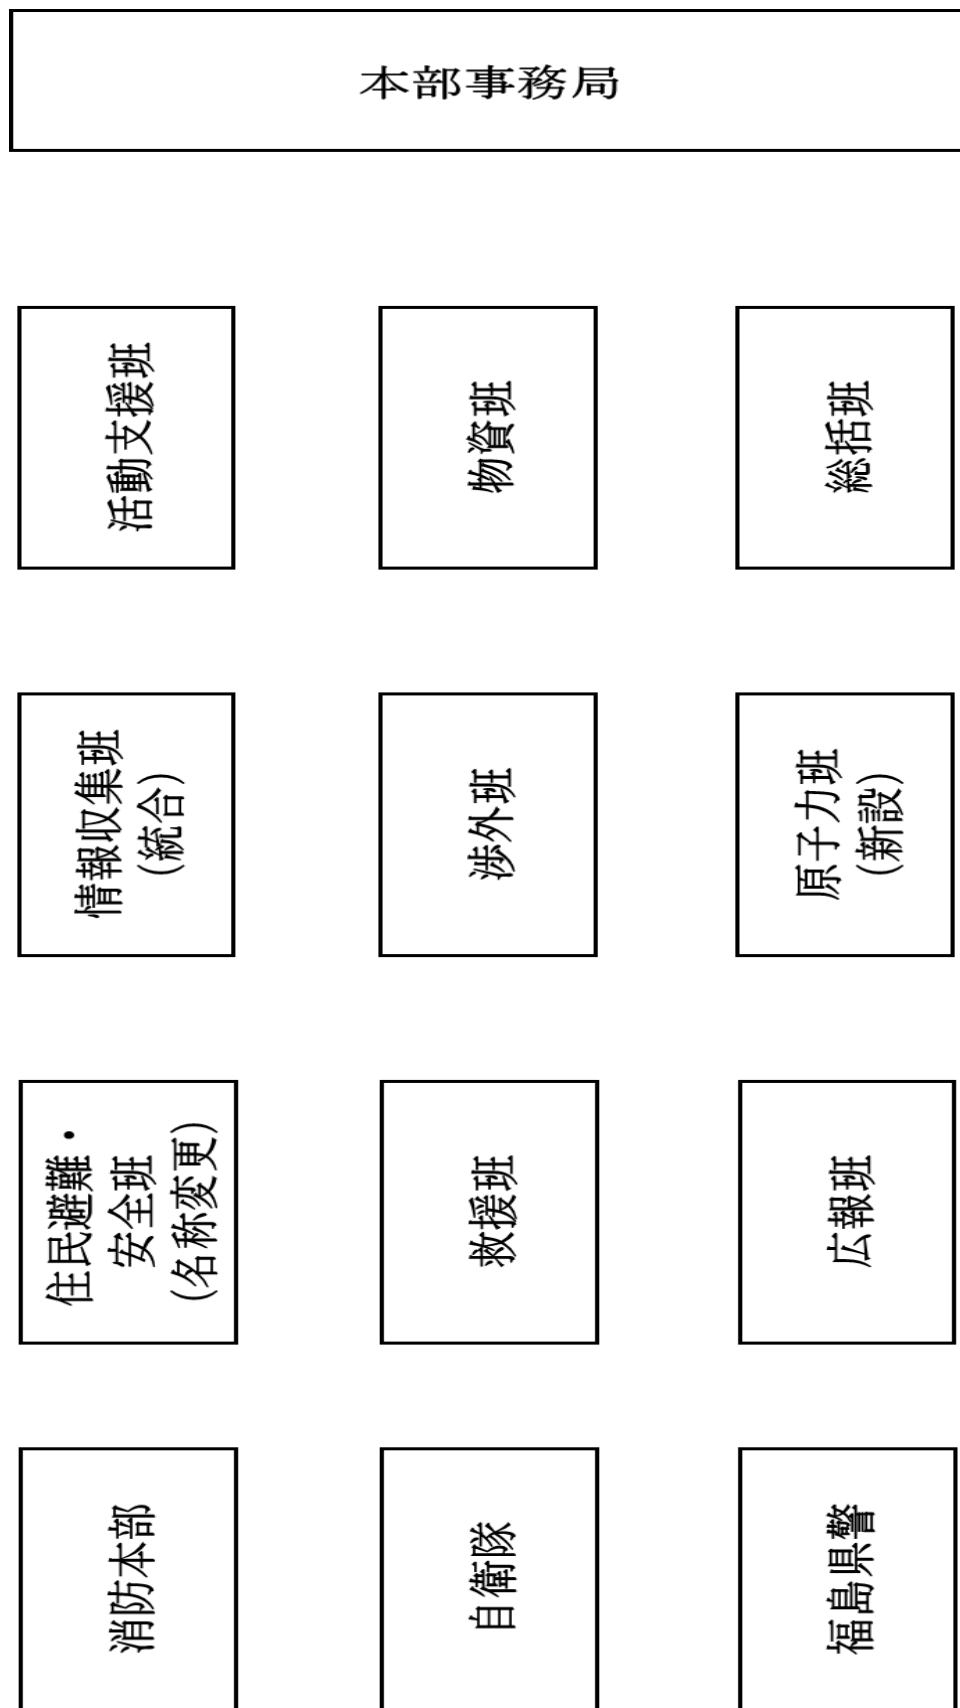 本部事務局
活動支援班
物資班
総括班
情報収集班
(統合)
渉外班
原子力班
(新設)
住民避難・
安全班
(名称変更)
救援班
広報班
消防本部
自衛隊
福島県警